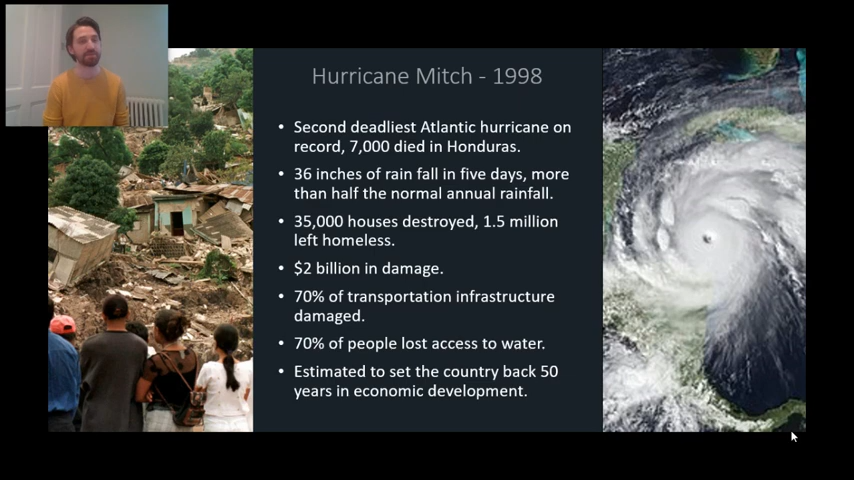 Hurricane Mitch - 1998
• Second deadliest Atlantic hurricane on
record, 7,000 died in Honduras.
• 36 inches of rain fall in five days, more
than half the normal annual rainfall.
• 35,000 houses destroyed, 1.5 million
left homeless.
• $2 billion in damage.
• 70% of transportation infrastructure
damaged.
• 70% of people lost access to water.
• Estimated to set the country back 50
years in economic development.